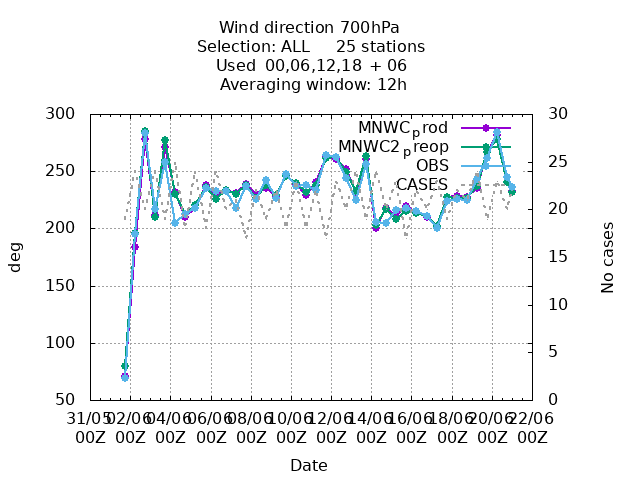 Wind direction 700hPa
Selection: ALL 25 stations
Used 00,06,12,18 + 06
Averaging window: 12h
300 30
MNWCprod
MNWC2preop
OBS
CASES
250 25
200 20
deg
No cases
150 15
10
100
5
50 0
31/05 02/06 04/06 06/06 08/06 10/06 12/06 14/06 16/06 18/06 20/06 22/06
00Z 00Z 00Z 00Z 00Z 00Z 00Z 00Z 00Z 00Z 00Z 00Z
Date